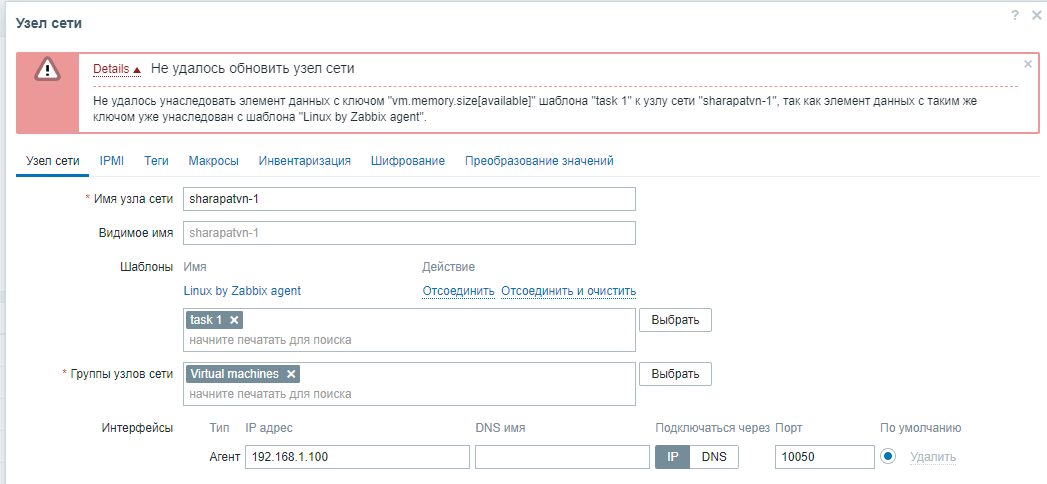 Узел сети
?
Details Не удалось обновить узел сети
Не удалось унаследовать элемент данных с ключом "vm.memory.size[available]" шаблона "task 1" к узлу сети "sharapatvn-1", так как элемент данных с таким же
ключом уже унаследован с шаблона "Linux by Zabbix agent".
Узел сети IPMI Теги Макросы Инвентаризация Шифрование Преобразование значений
* Имя узла сети sharapatvn-1
Видимое имя sharapatvn-1
Шаблоны Имя Действие
Linux by Zabbix agent Отсоединить Отсоединить и очистить
task 1 Выбрать
начните печатать для поиска
* Группы узлов сети Virtual machines Выбрать
начните печатать для поиска
Интерфейсы Тип IP адрес DNS имя Подключаться через Порт По умолчанию
Агент 192.168.1.100 IP DNS 10050 Удалить